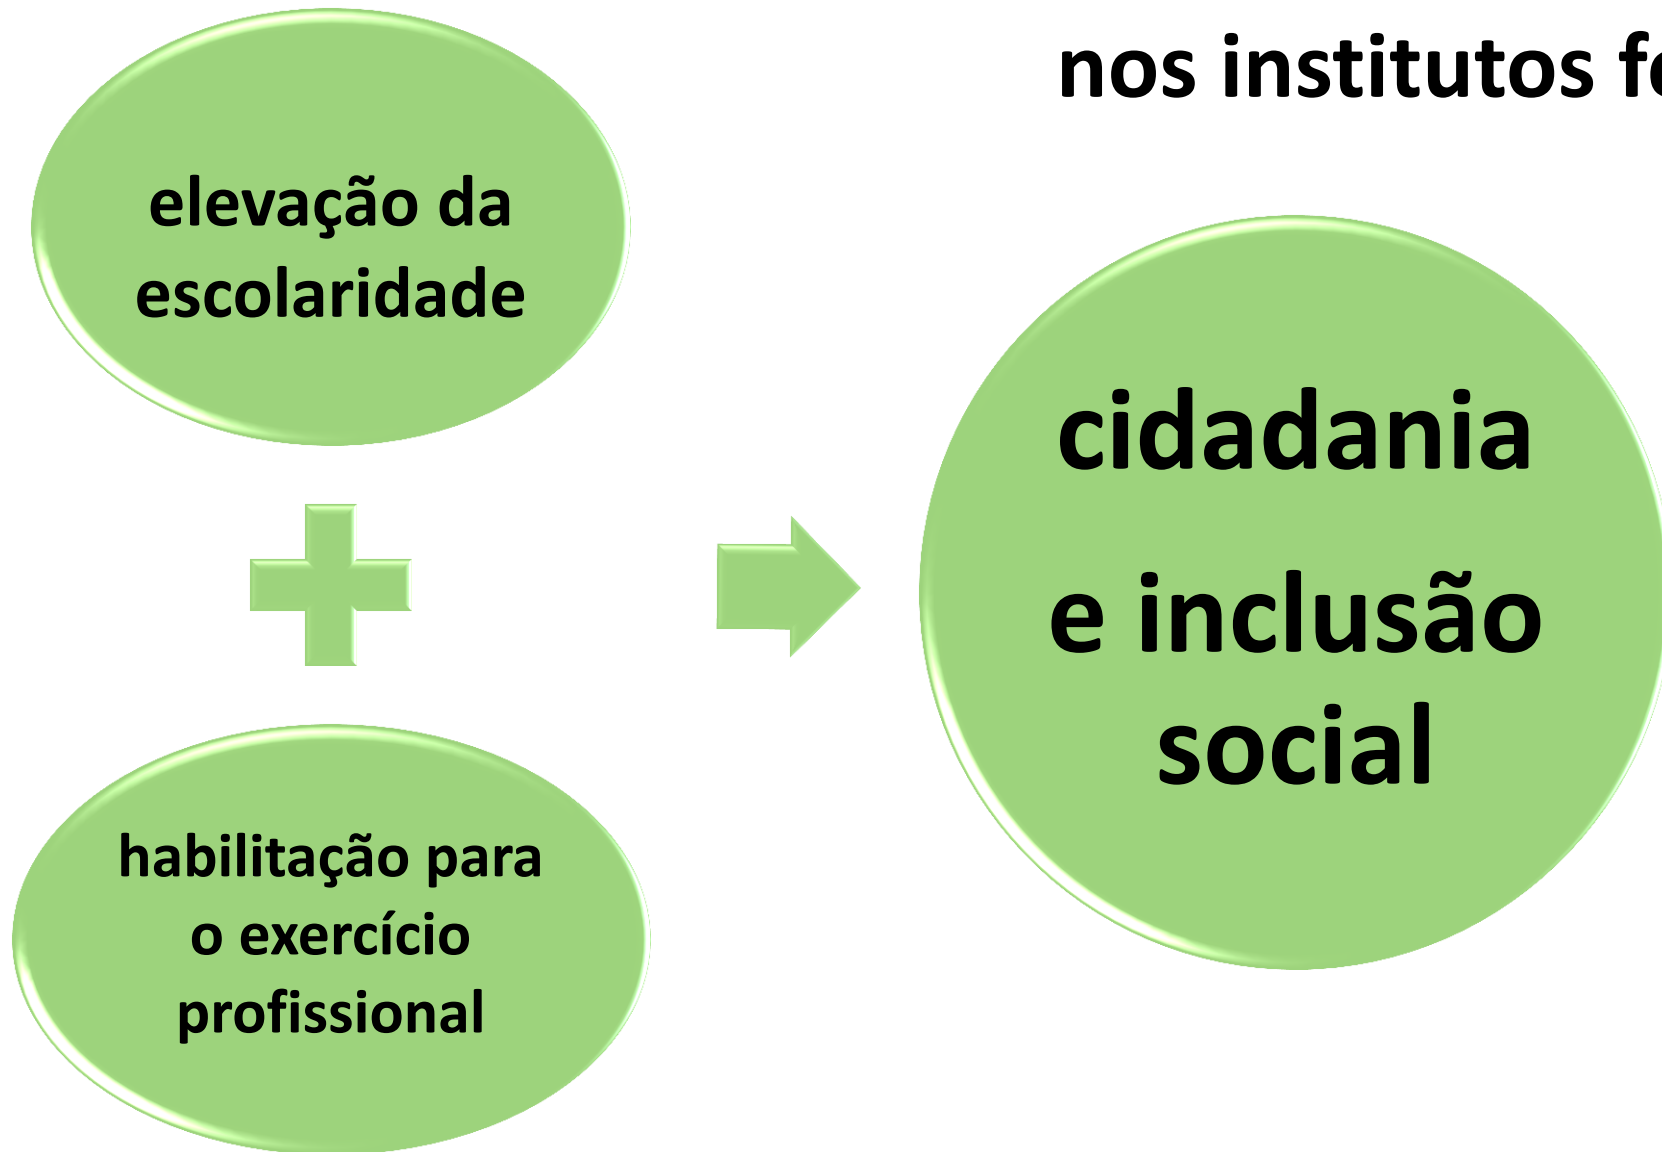 nos institutos
elevação da
escolaridade
habilitação para
o exercício
profissional
cidadania
e inclusão
social